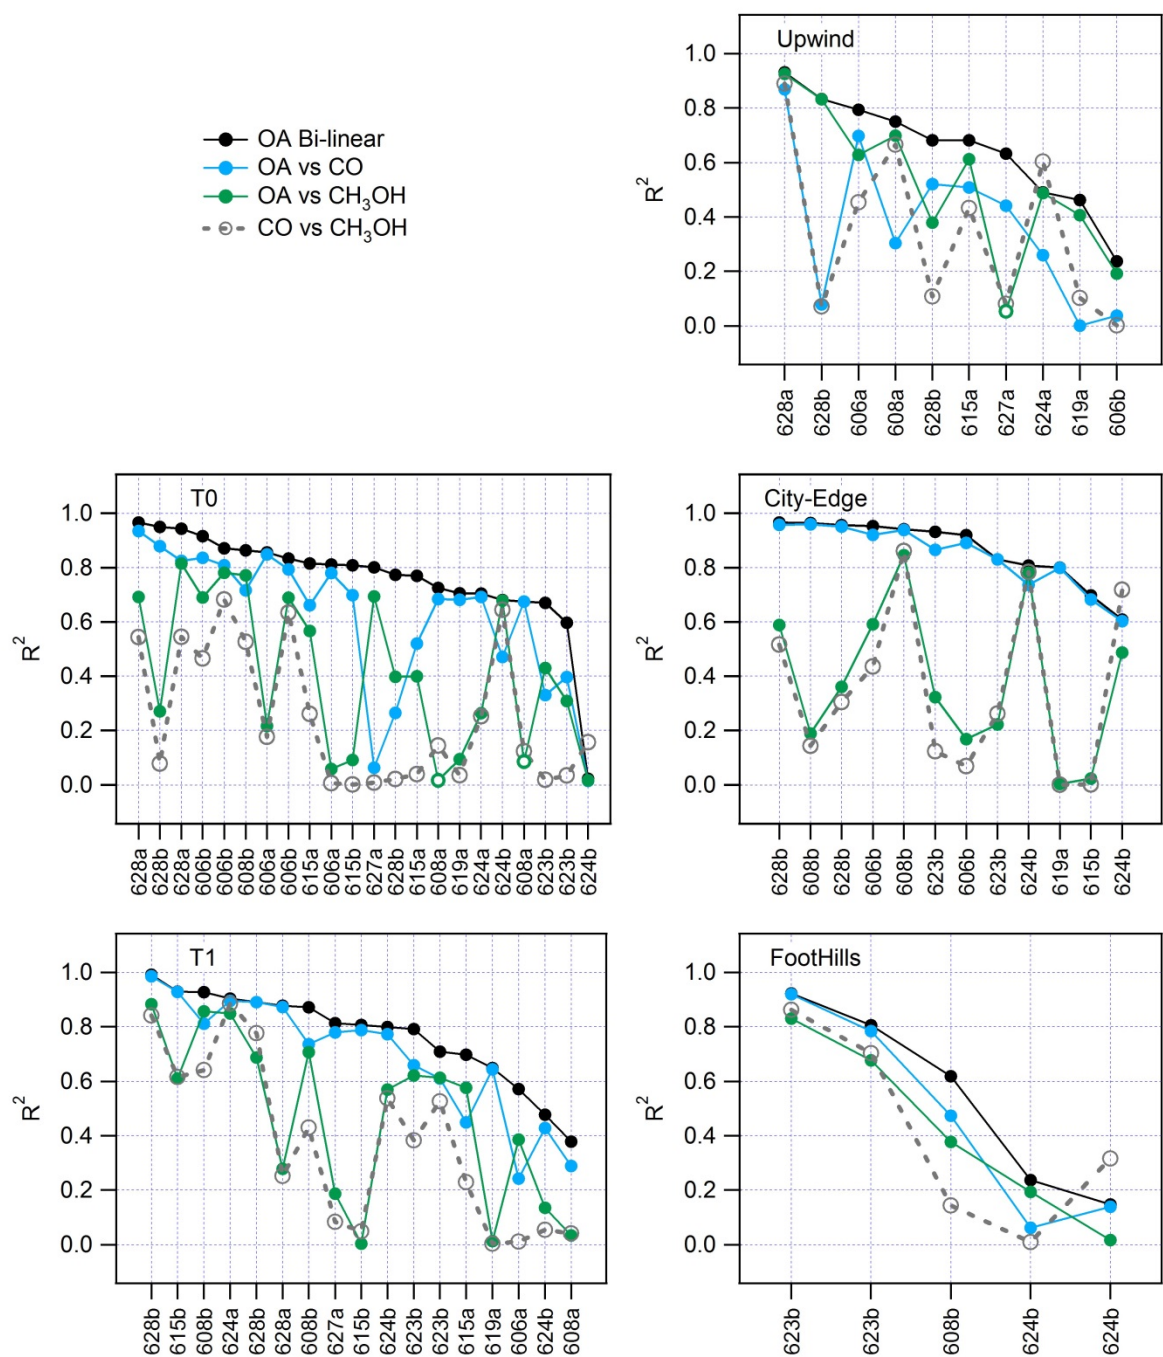 OA Bi-linear
OA vs CO
OA vs CH₃OH
CO vs CH₃OH
Upwind
R²
1.0
0.8
0.6
0.4
0.2
0.0
628a 628b 606a 608a 628b 615a 627a 624a 619a 606b
T0
R²
1.0
0.8
0.6
0.4
0.2
0.0
628a 628b 628a 606b 606b 608b 606a 606b 615a 606a 615b 627a 628b 615a 608a 619a 624a 624b 608a 623b 623b 624b
City-Edge
R²
1.0
0.8
0.6
0.4
0.2
0.0
628b 608b 628b 606b 608b 623b 606b 623b 624b 619a 615b 624b
T1
R²
1.0
0.8
0.6
0.4
0.2
0.0
628b 615b 608b 624a 628b 628a 608b 627a 615b 624b 623b 623b 615a 619a 606a 624b 608a
FootHills
R²
1.0
0.8
0.6
0.4
0.2
0.0
623b 623b 608b 624b 624b